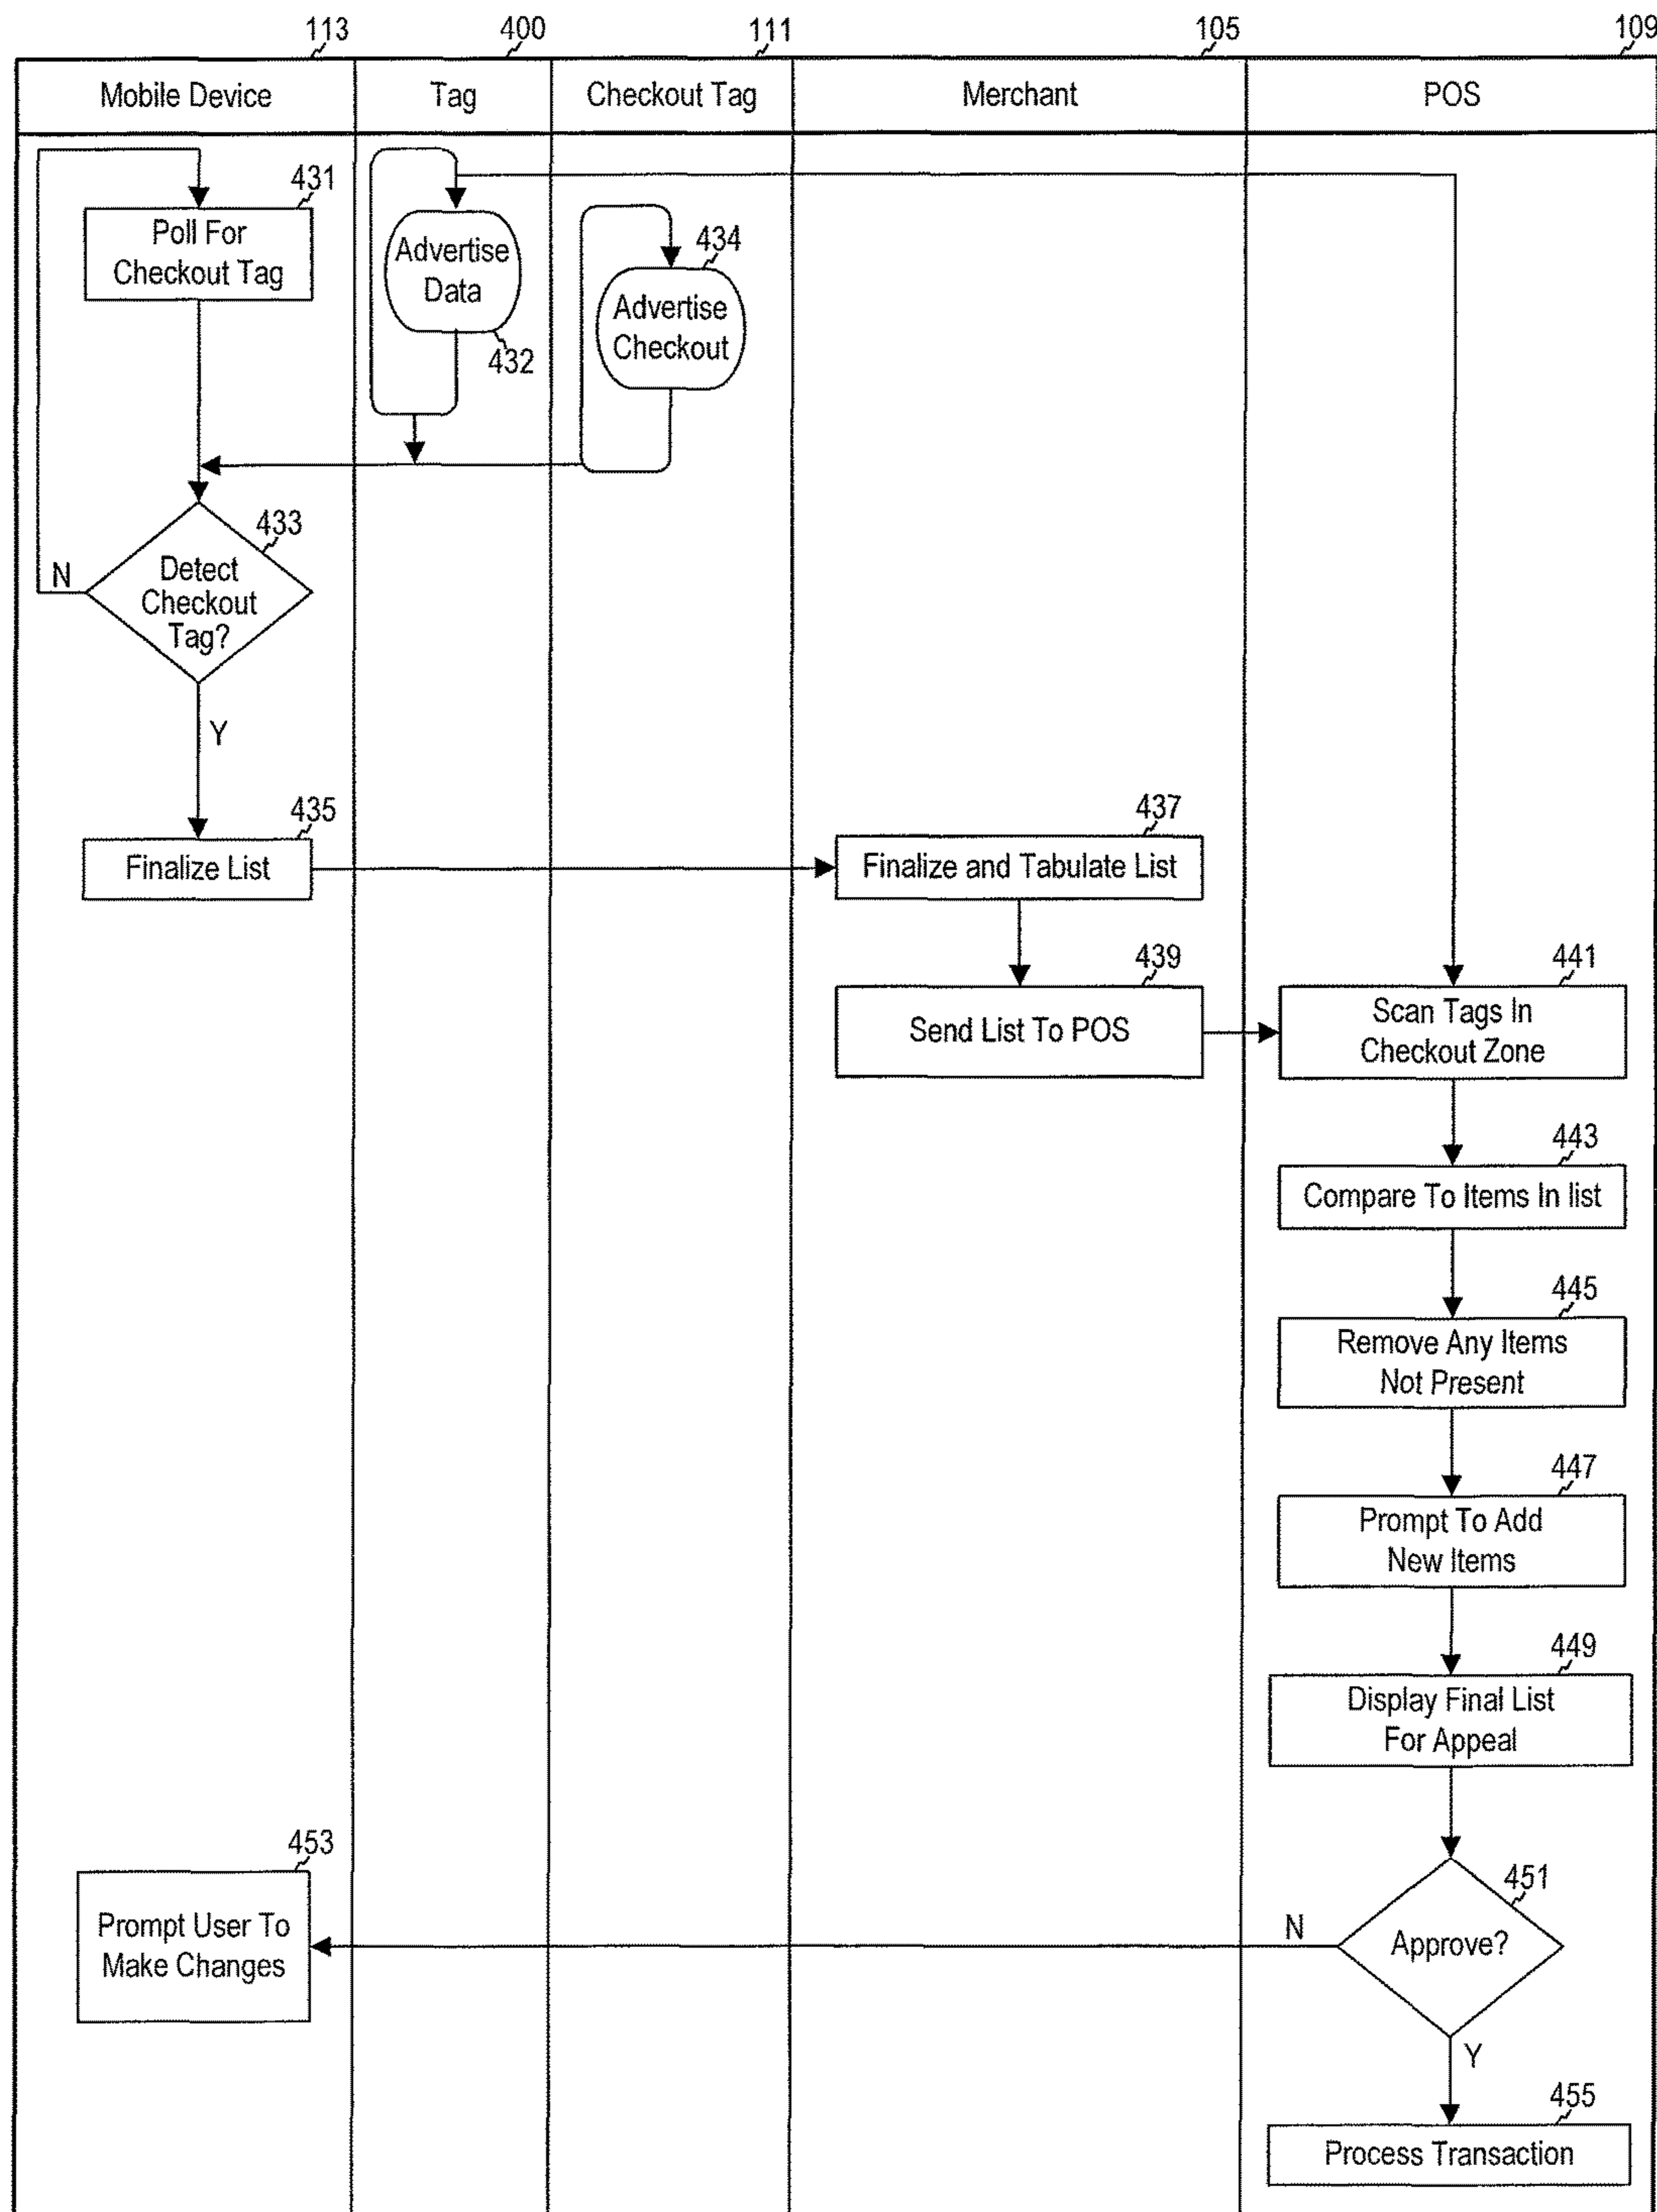 113
400
111
105
109
Mobile Device
Tag
Checkout Tag
Merchant
POS
431
Poll For
Checkout Tag
Advertise
Data
432
434
Advertise
Checkout
433
Detect
Checkout
Tag?
N
Y
435
Finalize List
437
Finalize and Tabulate List
439
Send List To POS
441
Scan Tags In
Checkout Zone
443
Compare To Items In list
445
Remove Any Items
Not Present
447
Prompt To Add
New Items
449
Display Final List
For Appeal
451
Approve?
N
Y
453
Prompt User To
Make Changes
455
Process Transaction